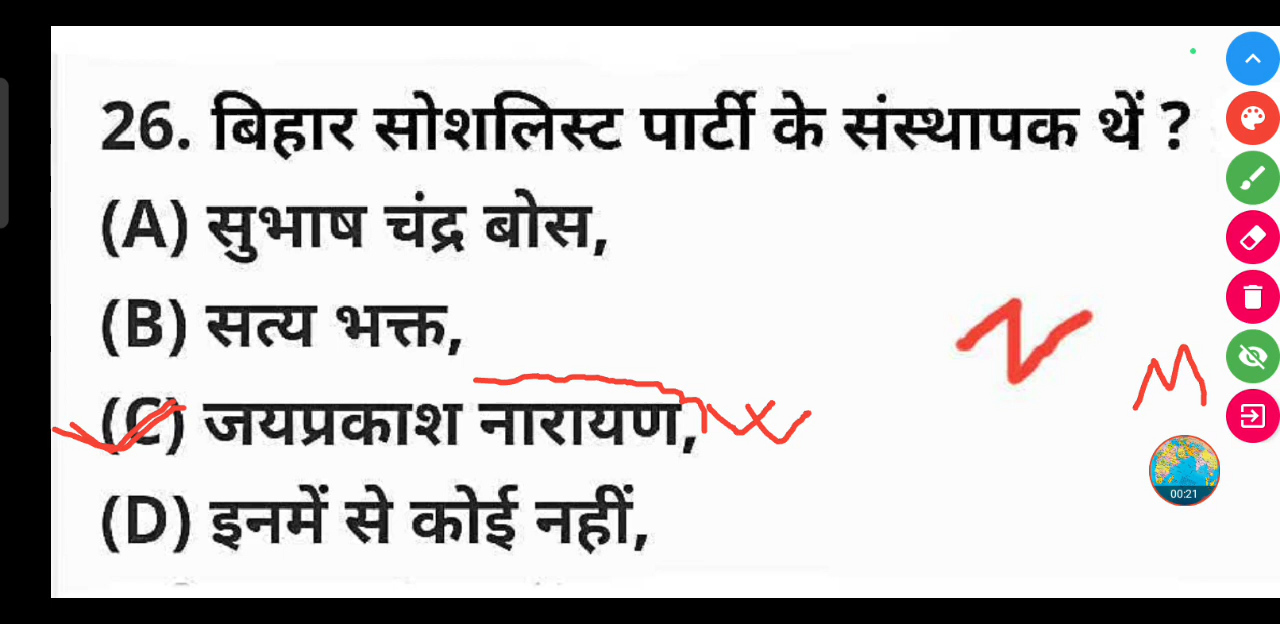 26. बिहार सोशलिस्ट पार्टी के संस्थापक थें ?
(A) सुभाष चंद्र बोस,
(B) सत्य भक्त,
(C) जयप्रकाश नारायण,
(D) इनमें से कोई नहीं,
00:21